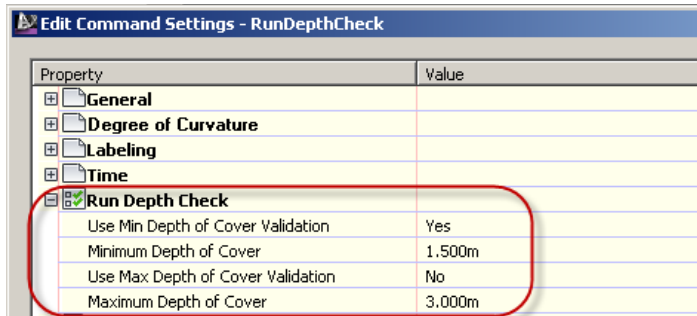 Edit Command Settings - RunDepthCheck
Property Value
General
Degree of Curvature
Labeling
Time
Run Depth Check
Use Min Depth of Cover Validation Yes
Minimum Depth of Cover 1.500m
Use Max Depth of Cover Validation No
Maximum Depth of Cover 3.000m